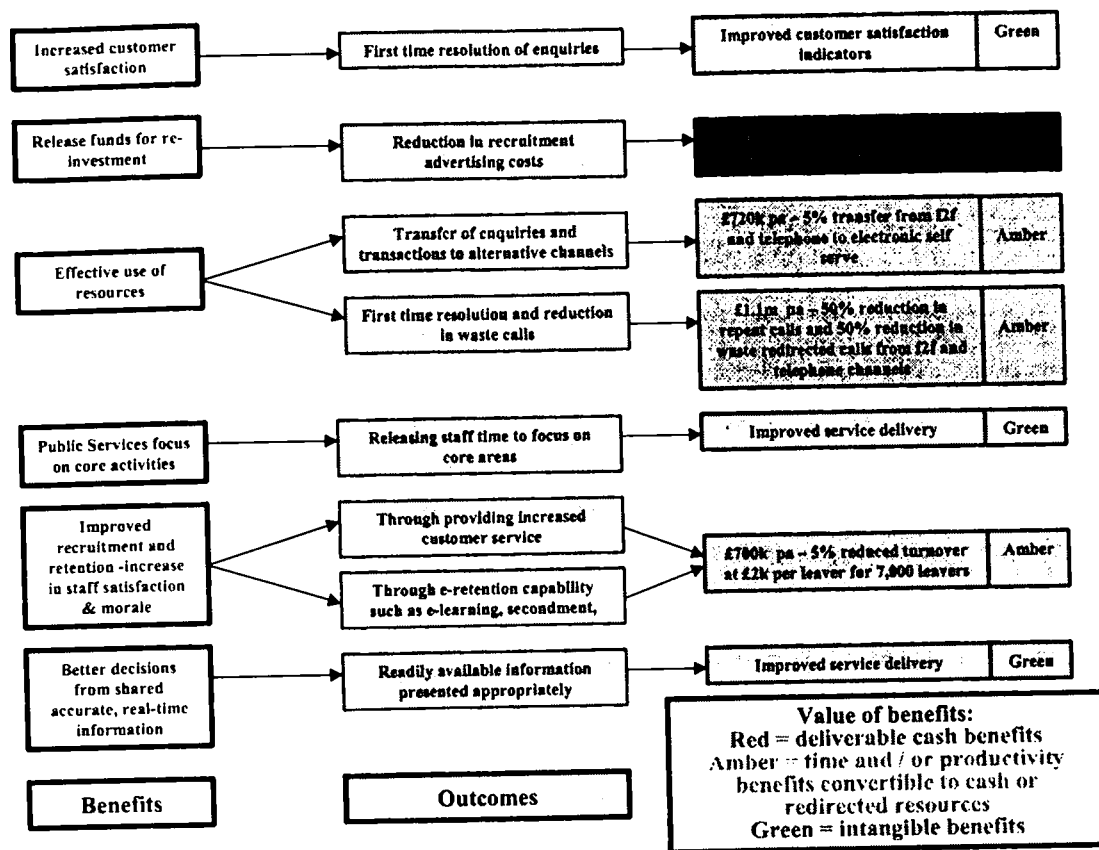 Increased customer
satisfaction
First time resolution of enquiries
Improved customer satisfaction
indicators
Green
Release funds for re-
investment
Reduction in recruitment
advertising costs
Effective use of
resources
Transfer of enquiries and
transactions to alternative channels
£720k pa – 5% transfer from f2f
and telephone to electronic self
serve
Amber
First time resolution and reduction
in waste calls
£1.1m pa – 50% reduction in
repeat calls and 50% reduction in
waste redirected calls from f2f and
telephone channels
Amber
Public Services focus
on core activities
Releasing staff time to focus on
core areas
Improved service delivery
Green
Improved
recruitment and
retention -increase
in staff satisfaction
& morale
Through providing increased
customer service
Through e-retention capability
such as e-learning, secondment,
£700k pa – 5% reduced turnover
at £2k per leaver for 7,000 leavers
Amber
Better decisions
from shared
accurate, real-time
information
Readily available information
presented appropriately
Improved service delivery
Green
Value of benefits:
Red = deliverable cash benefits
Amber = time and / or productivity
benefits convertible to cash or
redirected resources
Green = intangible benefits
Benefits
Outcomes